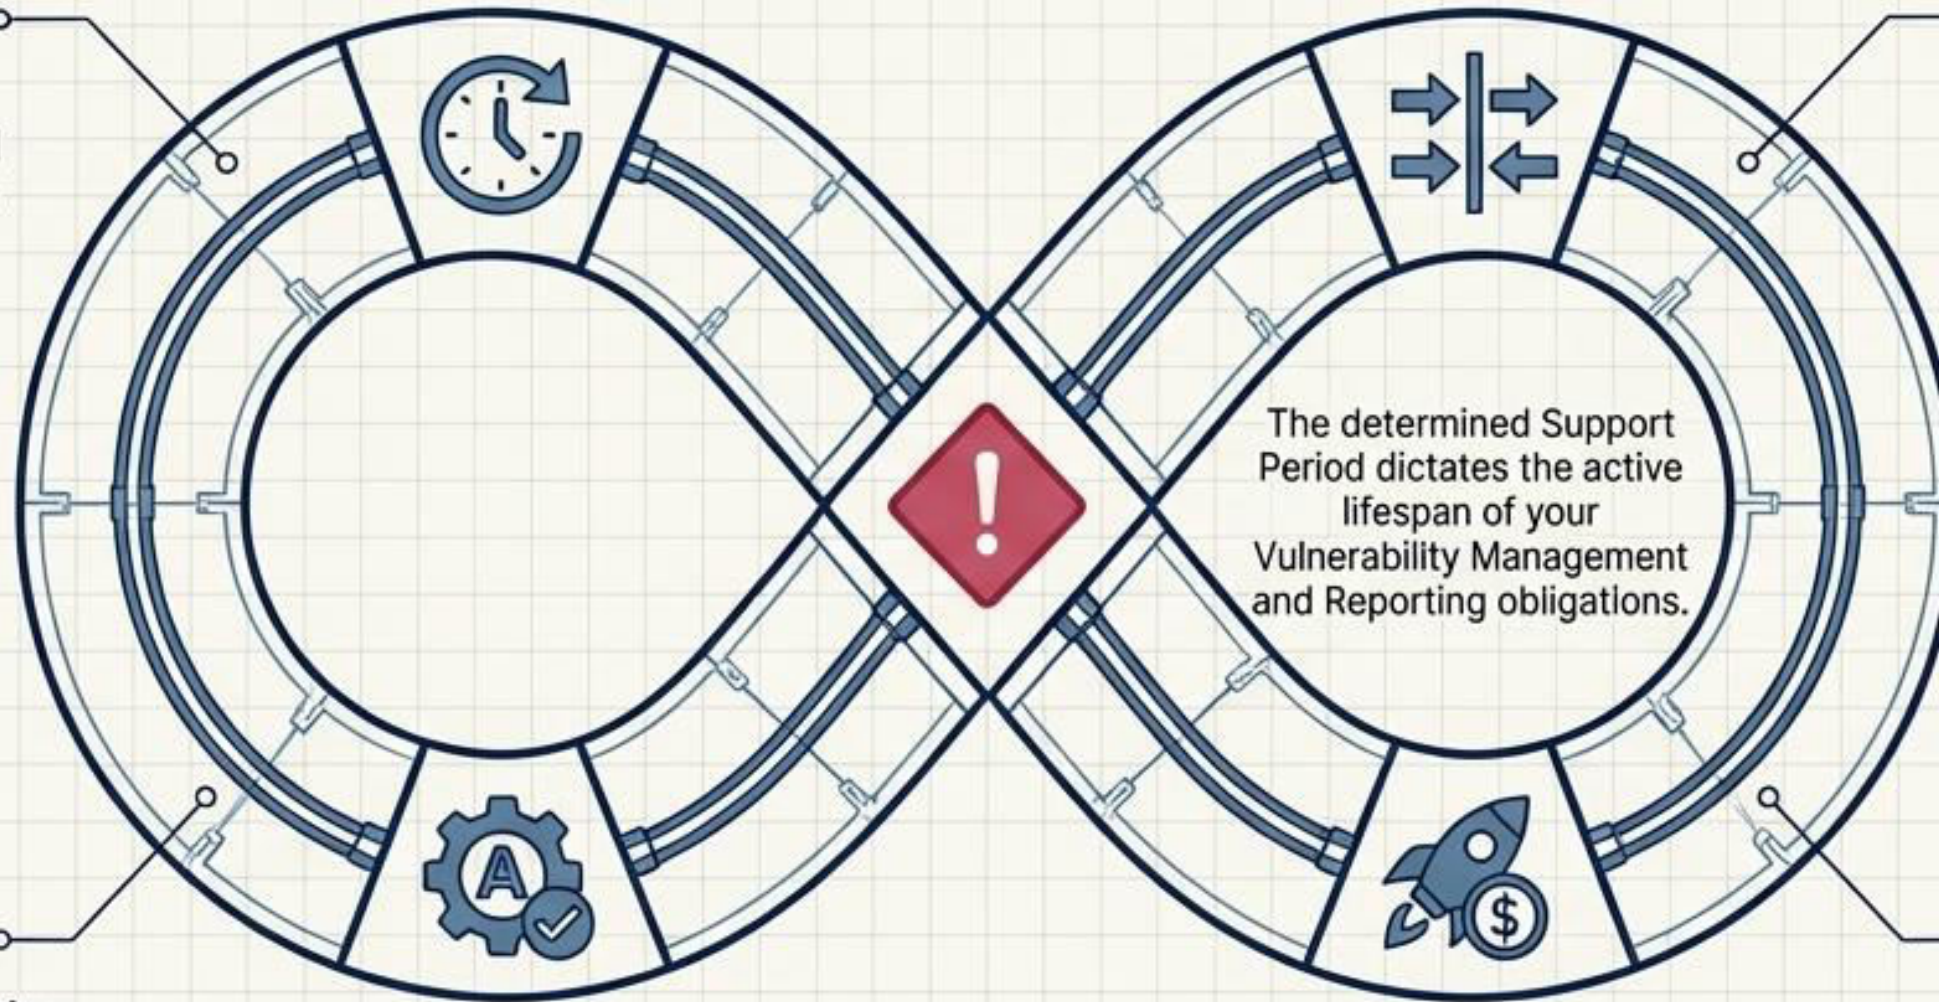 The determined Support
Period dictates the active
lifespan of your
Vulnerability Management
and Reporting obligations.
A
$